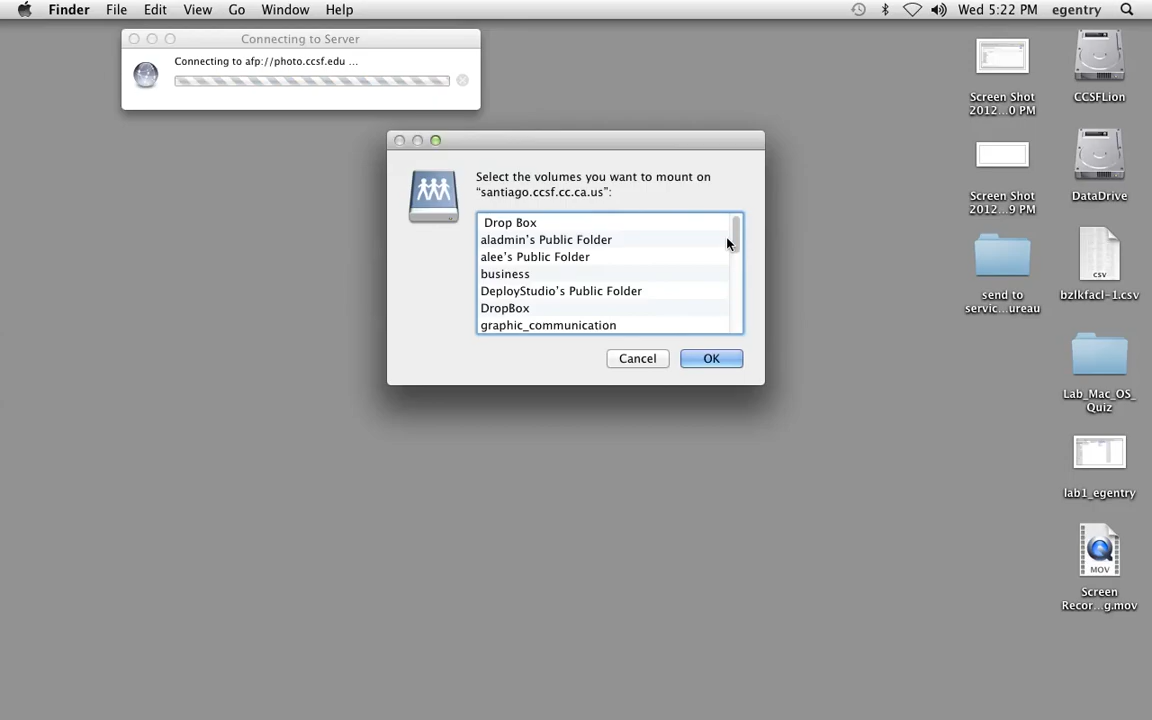 Finder File Edit View Go Window Help Wed 5:22 PM egentry
Connecting to Server
Connecting to afp://photo.ccsf.edu ...
Select the volumes you want to mount on
“santiago.ccsf.cc.ca.us”:
Drop Box
aladmin's Public Folder
alee's Public Folder
business
DeployStudio's Public Folder
DropBox
graphic_communication
Cancel OK
Screen Shot
2012...0 PM
CCSFLion
Screen Shot
2012...9 PM
DataDrive
send to
servic...ureau
CSV
bzlkfacl-1.csv
Lab_Mac_OS_
Quiz
lab1_egentry
MOV
Screen
Recor...g.mov